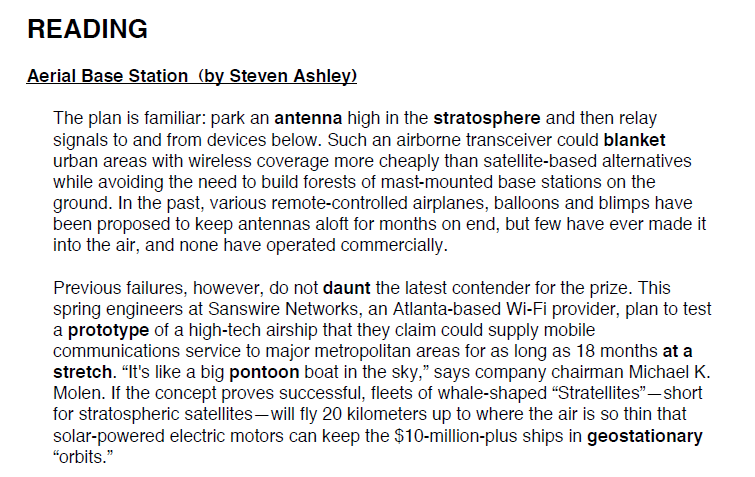 READING
Aerial Base Station (by Steven Ashley)
The plan is familiar: park an antenna high in the stratosphere and then relay
signals to and from devices below. Such an airborne transceiver could blanket
urban areas with wireless coverage more cheaply than satellite-based alternatives
while avoiding the need to build forests of mast-mounted base stations on the
ground. In the past, various remote-controlled airplanes, balloons and blimps have
been proposed to keep antennas aloft for months on end, but few have ever made it
into the air, and none have operated commercially.
Previous failures, however, do not daunt the latest contender for the prize. This
spring engineers at Sanswire Networks, an Atlanta-based Wi-Fi provider, plan to test
a prototype of a high-tech airship that they claim could supply mobile
communications service to major metropolitan areas for as long as 18 months at a
stretch. “It's like a big pontoon boat in the sky,” says company chairman Michael K.
Molen. If the concept proves successful, fleets of whale-shaped “Stratellites”—short
for stratospheric satellites—will fly 20 kilometers up to where the air is so thin that
solar-powered electric motors can keep the $10-million-plus ships in geostationary
“orbits.”